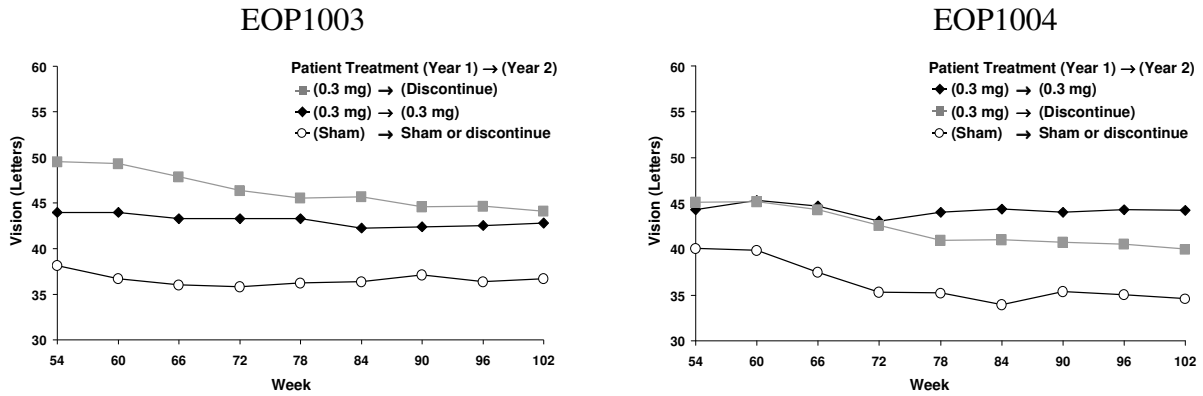 EOP1003
Patient Treatment (Year 1) → (Year 2)
(0.3 mg) → (Discontinue)
(0.3 mg) → (0.3 mg)
(Sham) → Sham or discontinue
Vision (Letters)
60
55
50
45
40
35
30
54 60 66 72 78 84 90 96 102
Week
EOP1004
Patient Treatment (Year 1) → (Year 2)
(0.3 mg) → (0.3 mg)
(0.3 mg) → (Discontinue)
(Sham) → Sham or discontinue
Vision (Letters)
60
55
50
45
40
35
30
54 60 66 72 78 84 90 96 102
Week